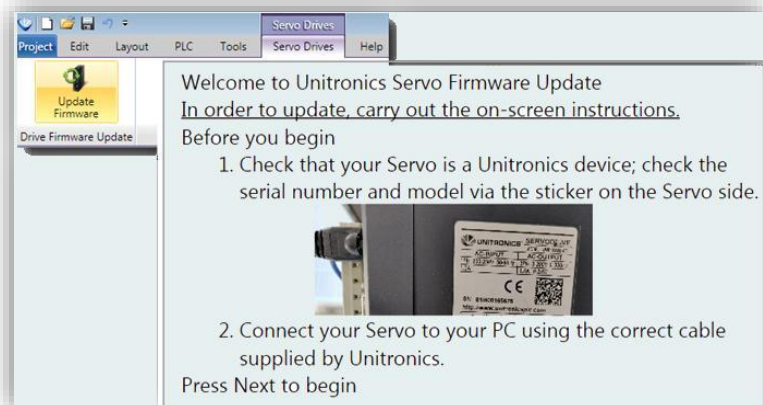 Servo Drives
Project Edit Layout PLC Tools Servo Drives Help
Update
Firmware
Drive Firmware Update
Welcome to Unitronics Servo Firmware Update
In order to update, carry out the on-screen instructions.
Before you begin
1. Check that your Servo is a Unitronics device; check the
serial number and model via the sticker on the Servo side.
UNITRONICS
AC-INPUT AC-OUTPUT
CE
2. Connect your Servo to your PC using the correct cable
supplied by Unitronics.
Press Next to begin